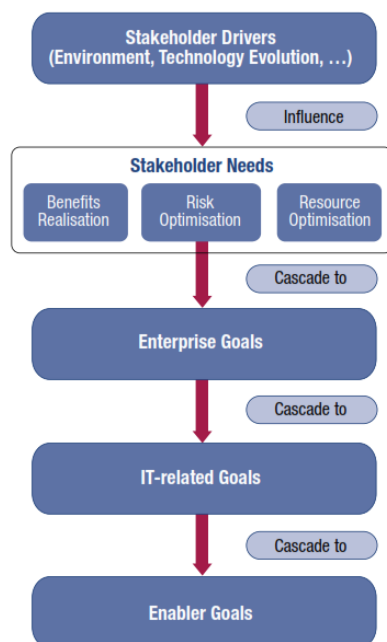 Stakeholder Drivers
(Environment, Technology Evolution, …)
Influence
Stakeholder Needs
Benefits
Realisation
Risk
Optimisation
Resource
Optimisation
Cascade to
Enterprise Goals
Cascade to
IT-related Goals
Cascade to
Enabler Goals